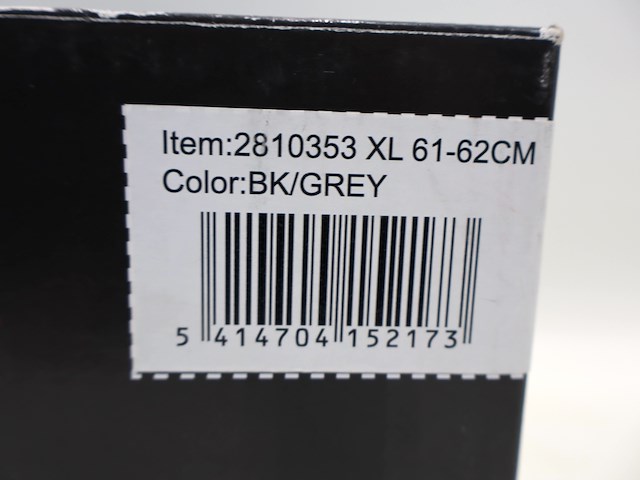 Item:2810353 XL 61-62CM
Color:BK/GREY
5 414704 152173